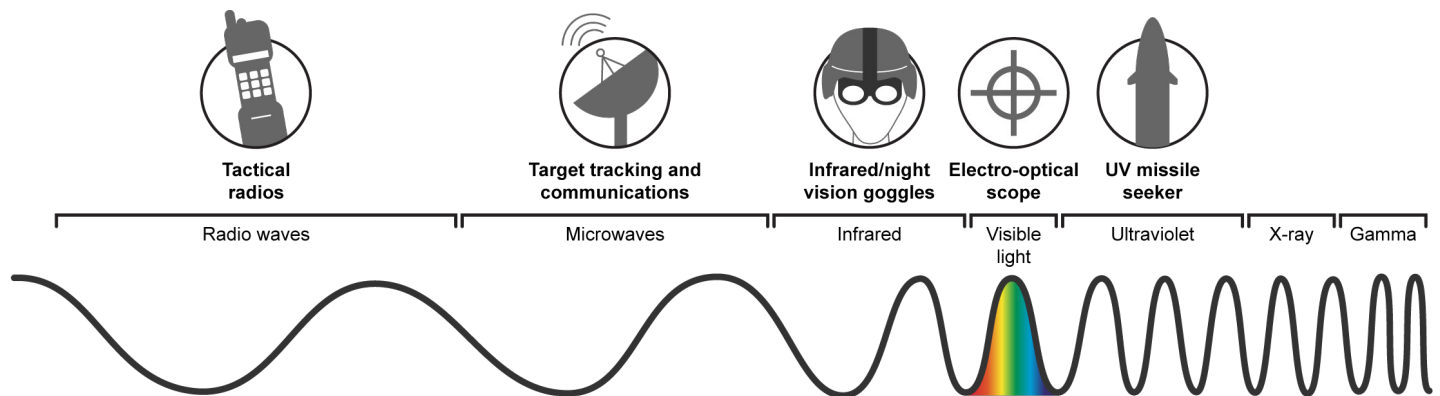 Tactical
radios
Target tracking and
communications
Infrared/night
vision goggles
Electro-optical
scope
UV missile
seeker
Radio waves
Microwaves
Infrared
Visible
light
Ultraviolet
X-ray
Gamma